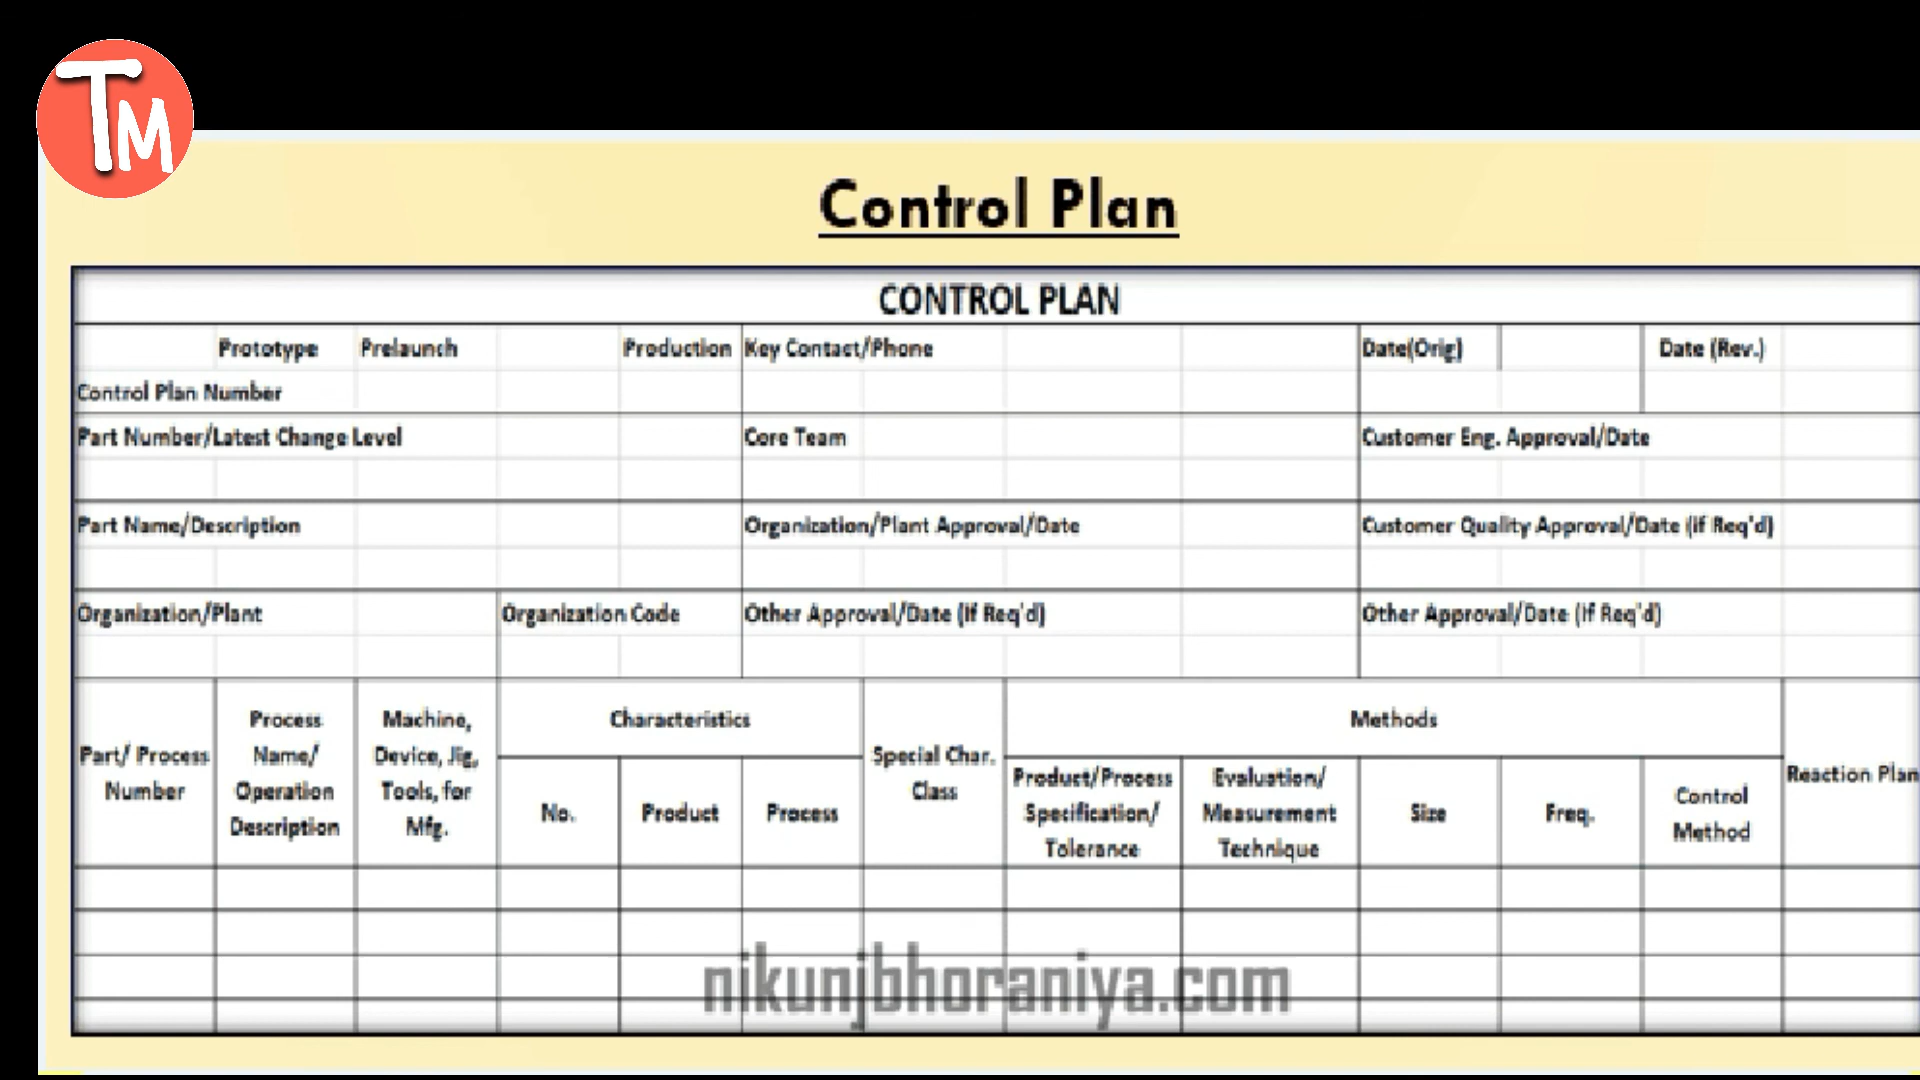 TM
Control Plan
CONTROL PLAN
Prototype Prelaunch Production Key Contact/Phone Date(Orig) Date (Rev.)
Control Plan Number
Part Number/Latest Change Level Core Team Customer Eng. Approval/Date
Part Name/Description Organization/Plant Approval/Date Customer Quality Approval/Date (if Req'd)
Organization/Plant Organization Code Other Approval/Date (If Req'd) Other Approval/Date (If Req'd)
Part/ Process
Number
Process
Name/
Operation
Description
Machine,
Device, Jig,
Tools, for
Mfg.
Characteristics
No. Product Process
Special Char.
Class
Methods
Product/Process
Specification/
Tolerance
Evaluation/
Measurement
Technique
Size
Freq.
Control
Method
Reaction Plan
nikunjbhoraniya.com